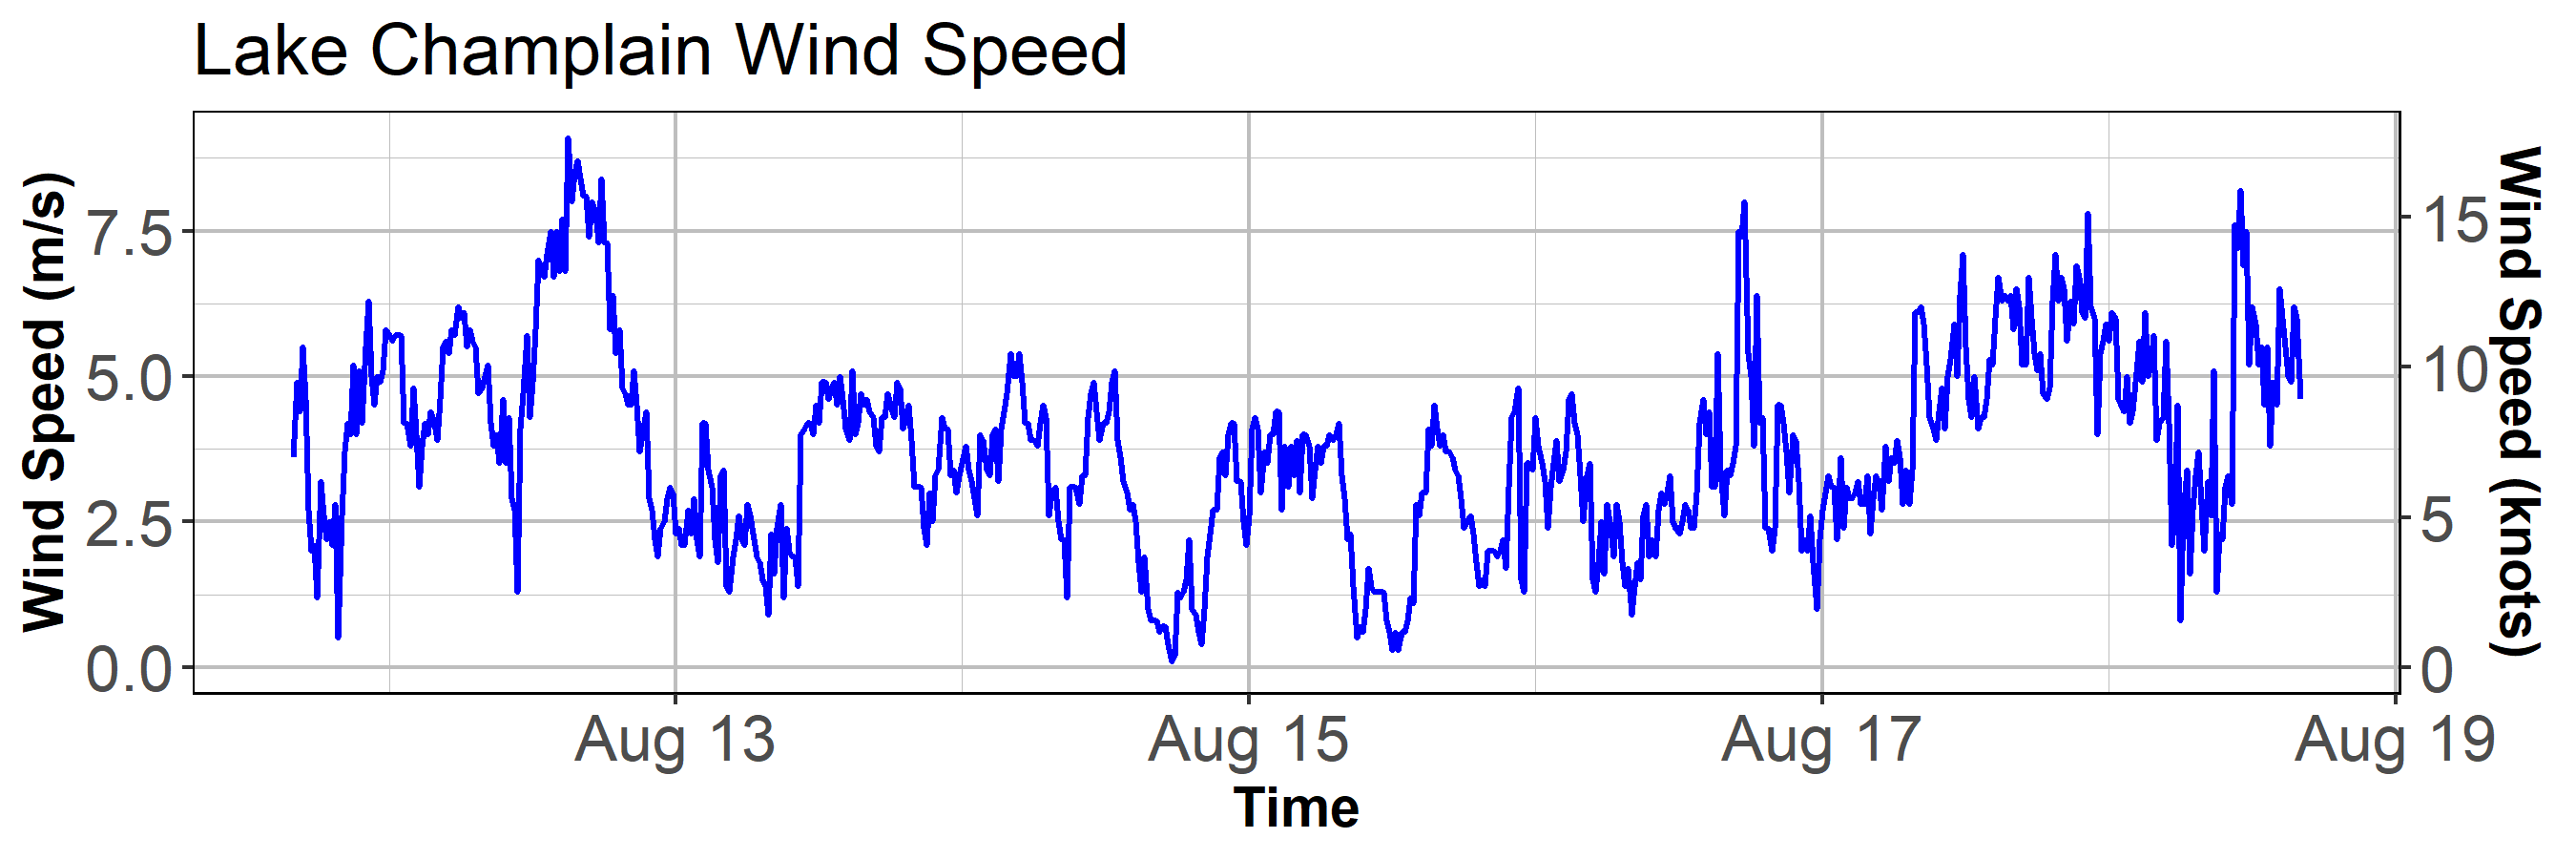 Lake Champlain Wind Speed
Wind Speed (m/s)
7.5
5.0
2.5
0.0
15
10
5
0
Wind Speed (knots)
Aug 13
Aug 15
Aug 17
Aug 19
Time